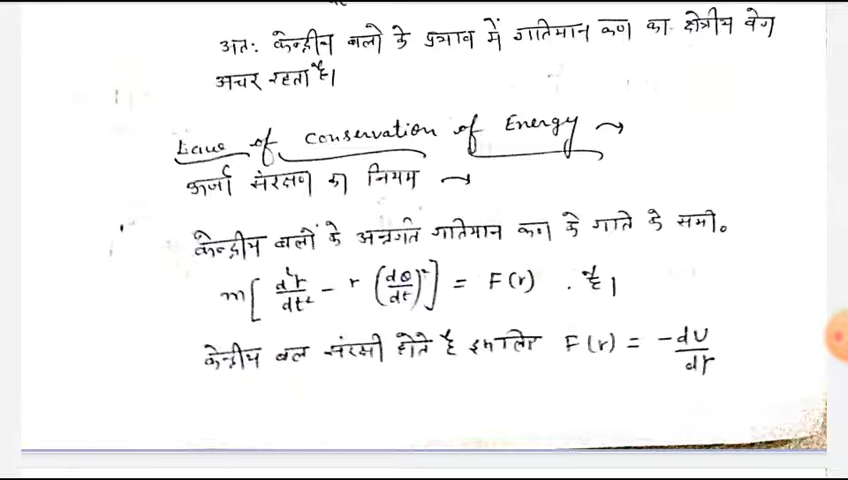 अतः केन्द्रीय बलो के प्रभाव में गतिमान कण का क्षेत्रीय वेग
अचर रहता है।
Law of Conservation of Energy →
ऊर्जा संरक्षण का नियम →
केन्द्रीय बलों के अन्तर्गत गतिमान कण के गति के समी०
m[d²r/dt² - r(dθ/dt)²] = F(r) . है।
केन्द्रीय बल संरक्षी होते है इसलिए F(r) = -dU/dr